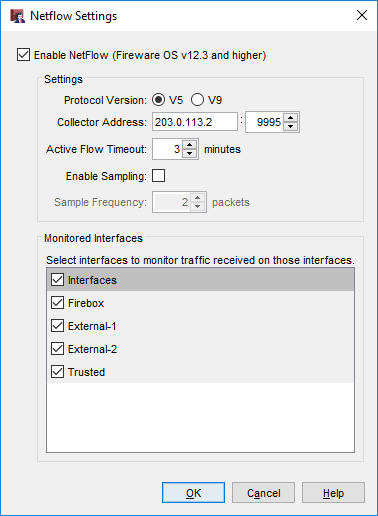 Netflow Settings
Enable NetFlow (Fireware OS v12.3 and higher)
Settings
Protocol Version: V5 V9
Collector Address: 203.0.113.2 : 9995
Active Flow Timeout: 3 minutes
Enable Sampling:
Sample Frequency: 2 packets
Monitored Interfaces
Select interfaces to monitor traffic received on those interfaces.
Interfaces
Firebox
External-1
External-2
Trusted
OK Cancel Help